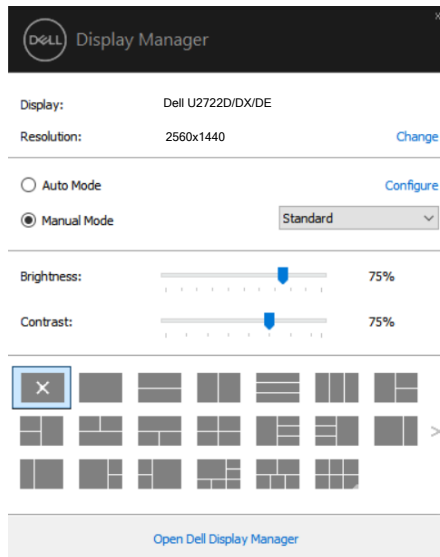 DELL Display Manager
Display: Dell U2722D/DX/DE
Resolution: 2560x1440 Change
Auto Mode Configure
Manual Mode Standard
Brightness: 75%
Contrast: 75%
Open Dell Display Manager